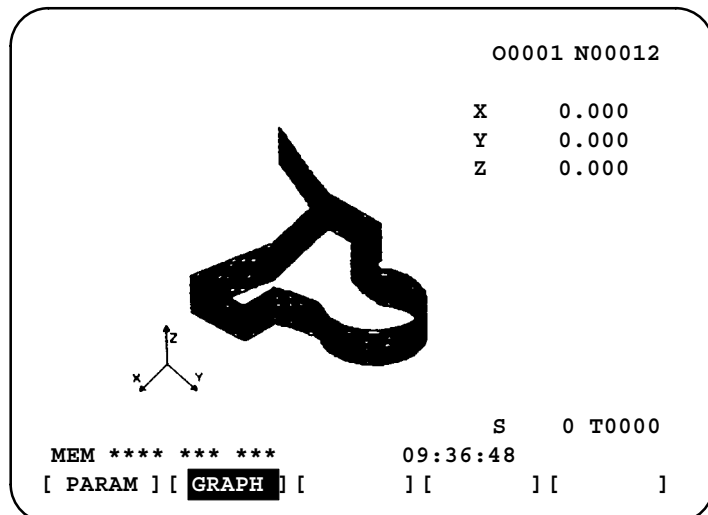 O0001 N00012
X 0.000
Y 0.000
Z 0.000
Z
X Y
S 0 T0000
MEM **** *** *** 09:36:48
[ PARAM ] [ GRAPH ] [ ] [ ] [ ]